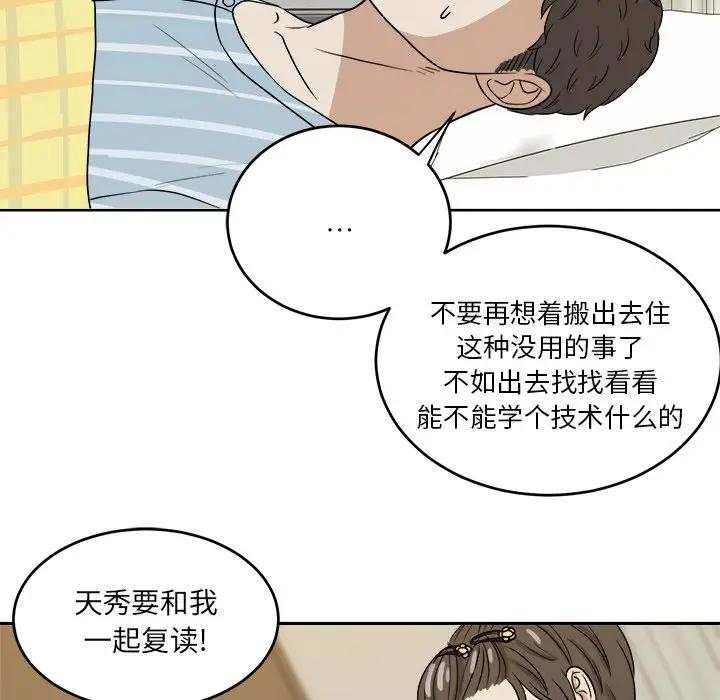 ...
不要再想着搬出去住
这种没用的事了
不如出去找找看看
能不能学个技术什么的
天秀要和我
一起复读!